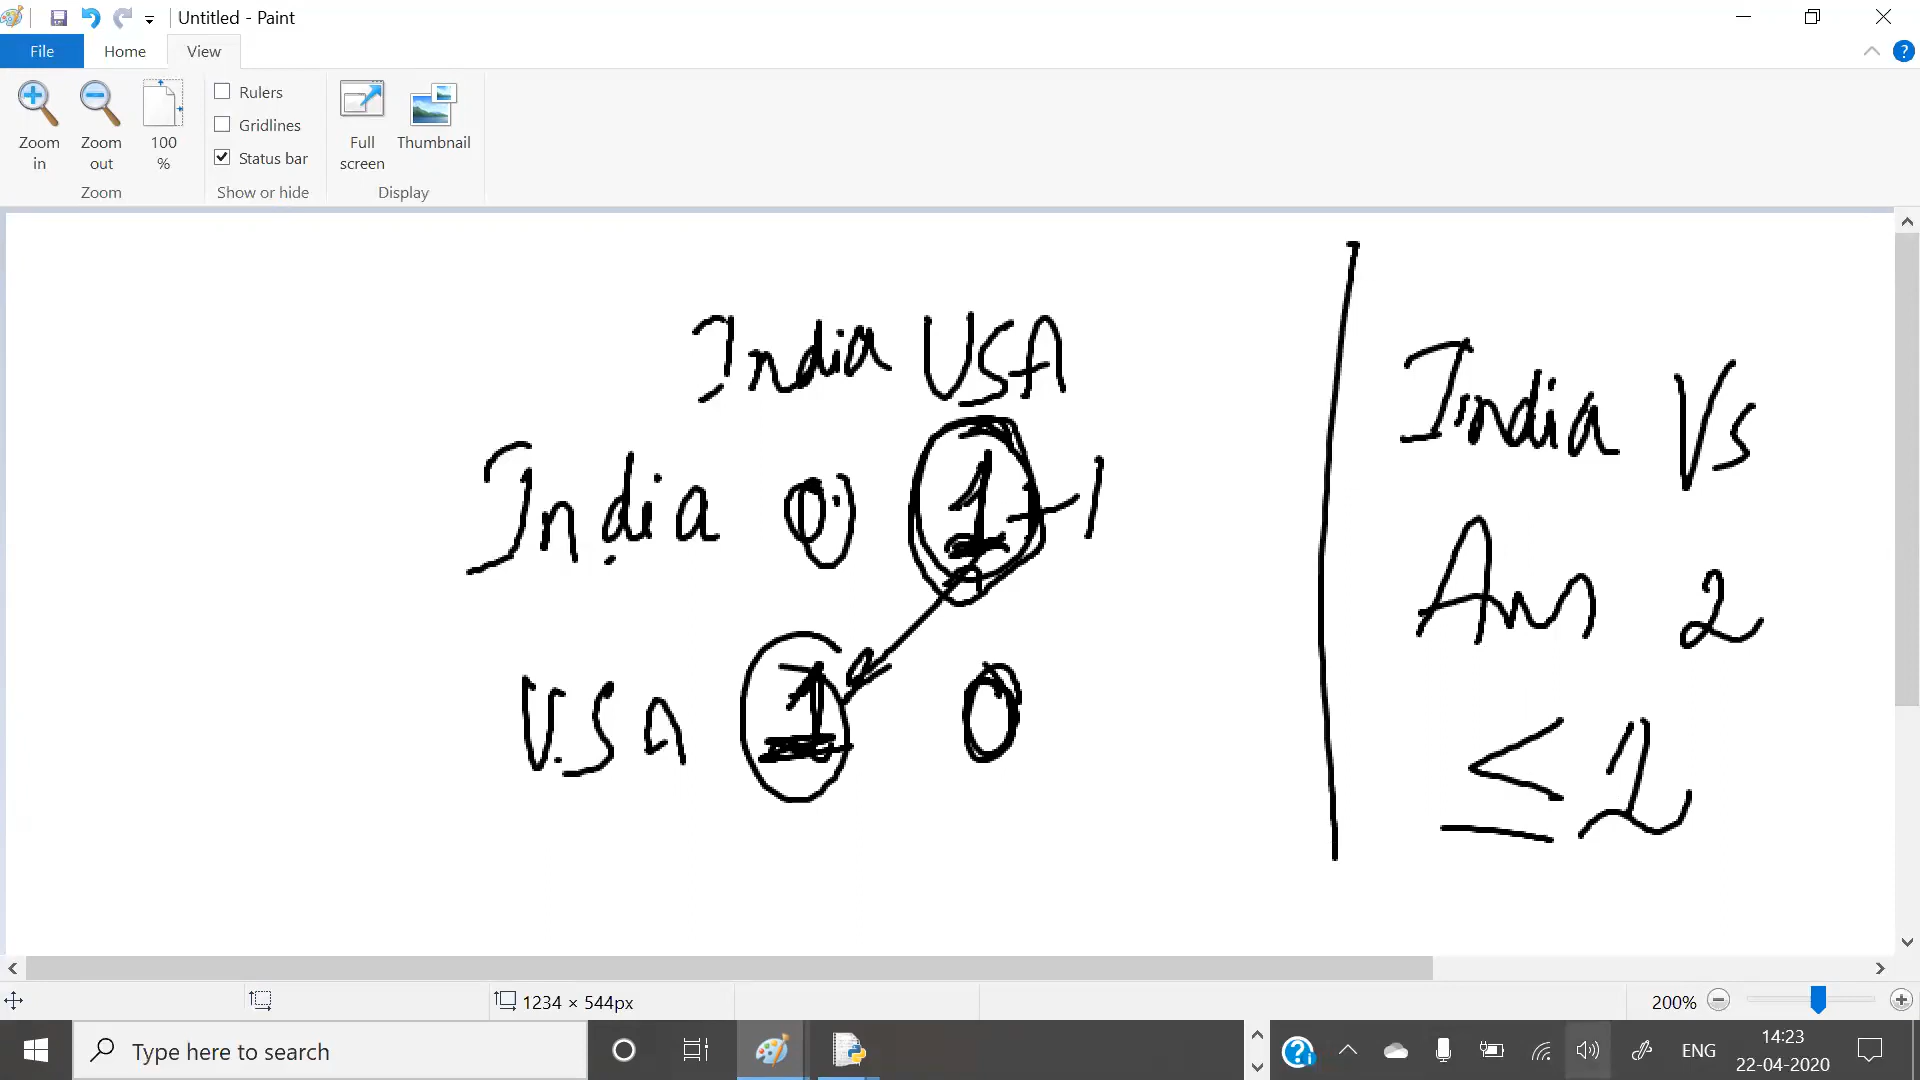 Untitled - Paint
File Home View
Zoom in
Zoom out
100 %
Rulers
Gridlines
Status bar
Full screen
Thumbnail
Zoom
Show or hide
Display
India USA
India 0 1 - 1
USA 1 0
India Vs
Ans 2
≤ 2
1234 × 544px
200%
Type here to search
ENG
14:23
22-04-2020